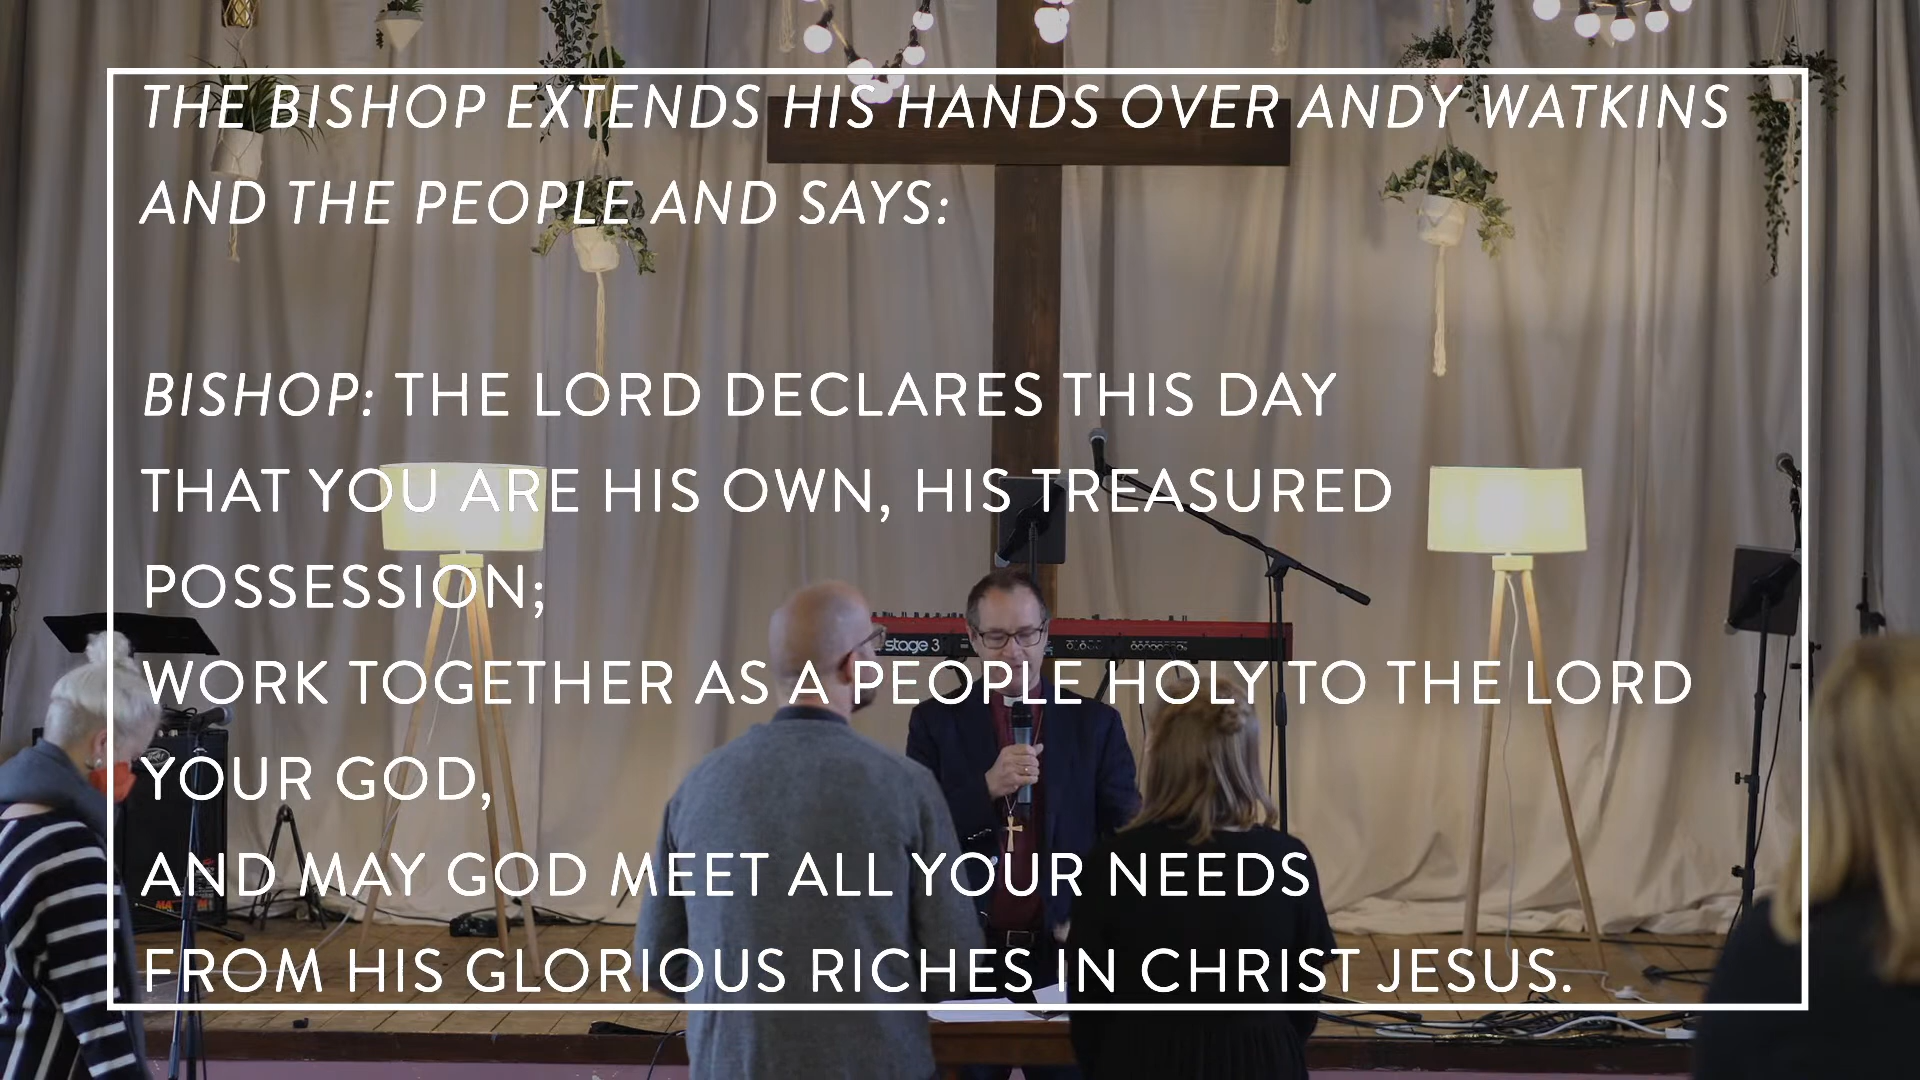 THE BISHOP EXTENDS HIS HANDS OVER ANDY WATKINS
AND THE PEOPLE AND SAYS:
BISHOP: THE LORD DECLARES THIS DAY
THAT YOU ARE HIS OWN, HIS TREASURED
POSSESSION;
WORK TOGETHER AS A PEOPLE HOLY TO THE LORD
YOUR GOD,
AND MAY GOD MEET ALL YOUR NEEDS
FROM HIS GLORIOUS RICHES IN CHRIST JESUS.
stage 3